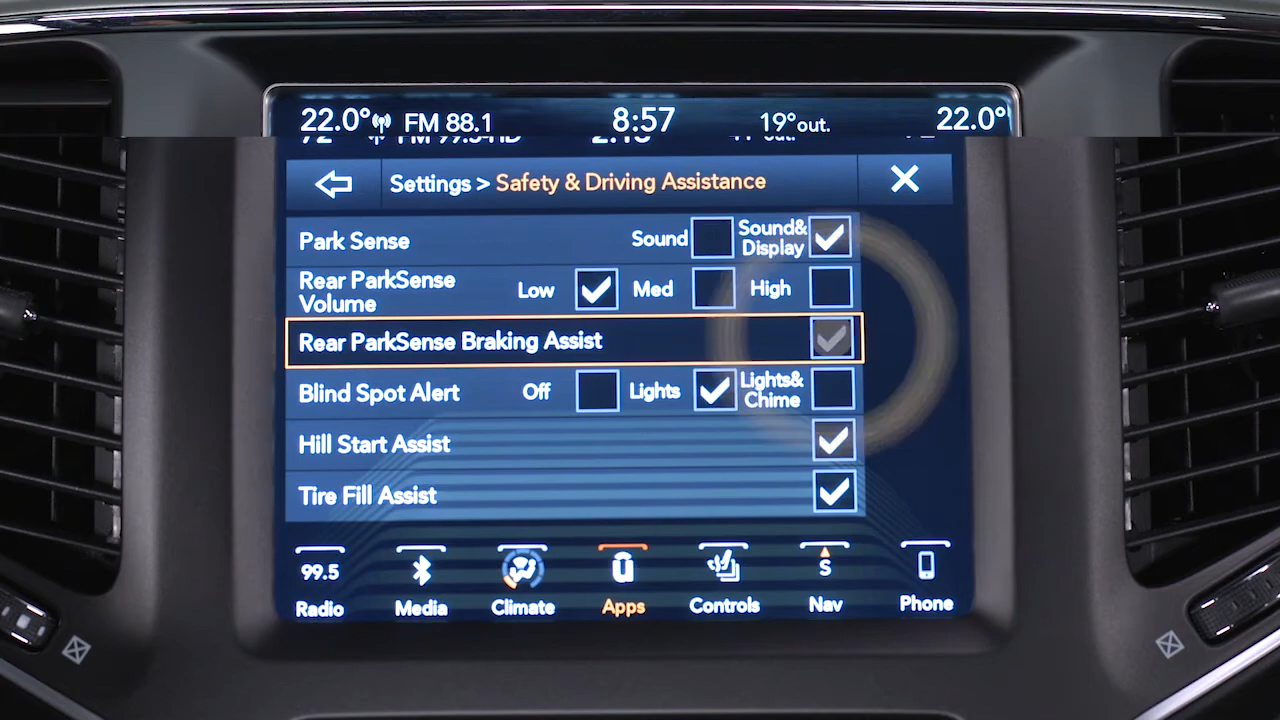 22.0° FM 88.1 8:57 19°out. 22.0°
Settings > Safety & Driving Assistance
Park Sense Sound Sound&
Display
Rear ParkSense
Volume Low Med High
Rear ParkSense Braking Assist
Blind Spot Alert Off Lights Lights&
Chime
Hill Start Assist
Tire Fill Assist
99.5 S
Radio Media Climate Apps Controls Nav Phone